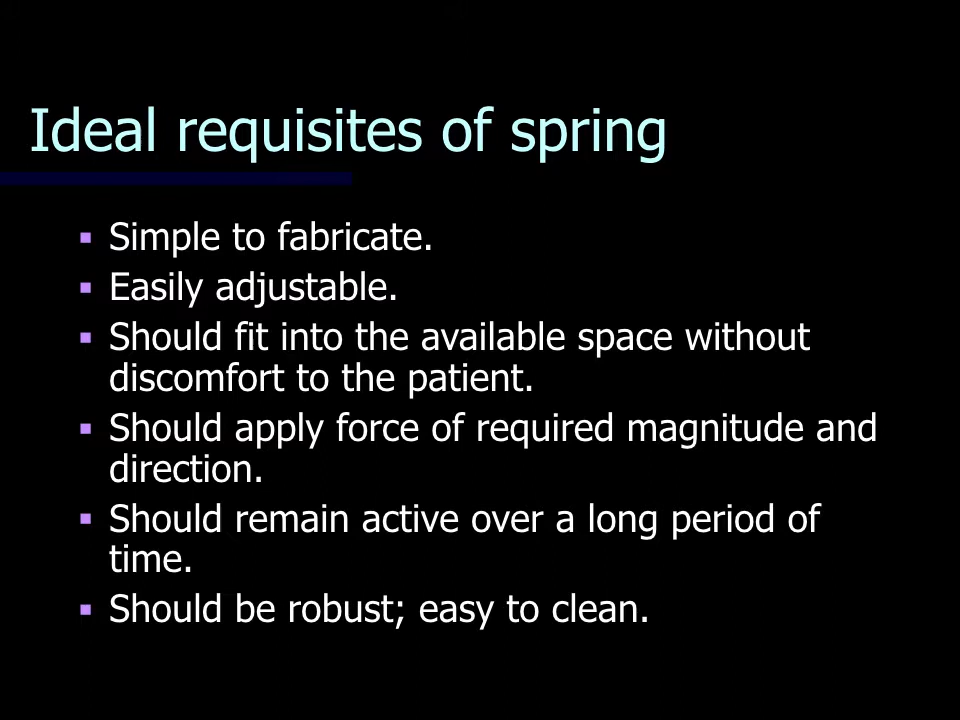 Ideal requisites of spring
▪ Simple to fabricate.
▪ Easily adjustable.
▪ Should fit into the available space without
discomfort to the patient.
▪ Should apply force of required magnitude and
direction.
▪ Should remain active over a long period of
time.
▪ Should be robust; easy to clean.